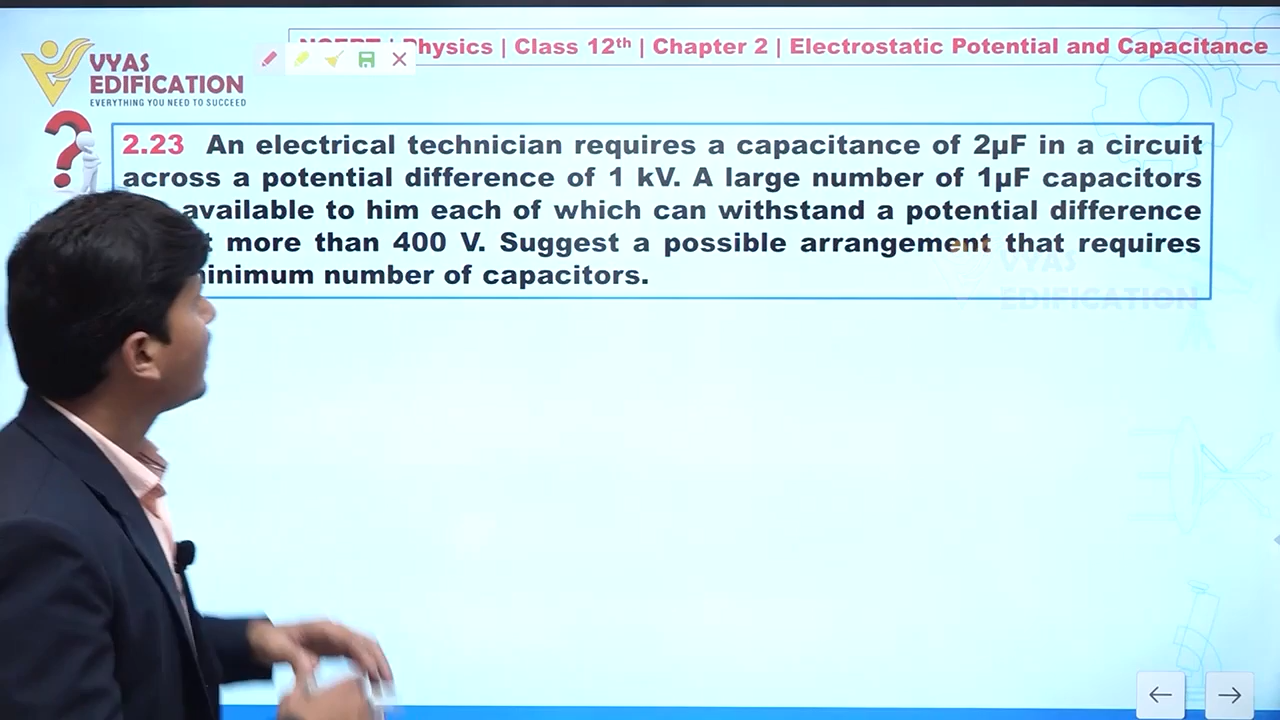 Physics | Class 12th | Chapter 2 | Electrostatic Potential and Capacitance
VYAS
EDIFICATION
EVERYTHING YOU NEED TO SUCCEED
2.23 An electrical technician requires a capacitance of 2µF in a circuit
across a potential difference of 1 kV. A large number of 1µF capacitors
available to him each of which can withstand a potential difference
more than 400 V. Suggest a possible arrangement that requires
minimum number of capacitors.
VYAS
EDIFICATION